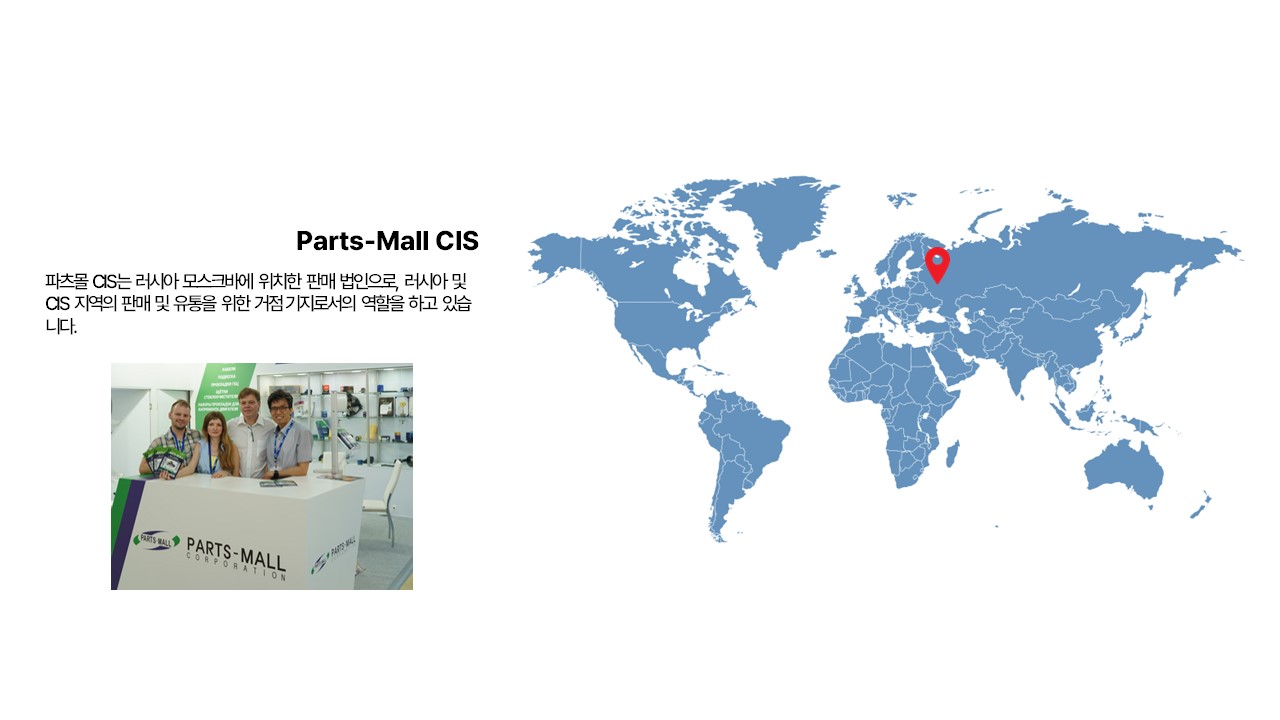 Parts-Mall CIS
파츠몰 CIS는 러시아 모스크바에 위치한 판매 법인으로, 러시아 및
CIS 지역의 판매 및 유통을 위한 거점 기지로서의 역할을 하고 있습
니다.
PARTS-MALL
PARTS-MALL
CORPORATION
PARTS-MALL